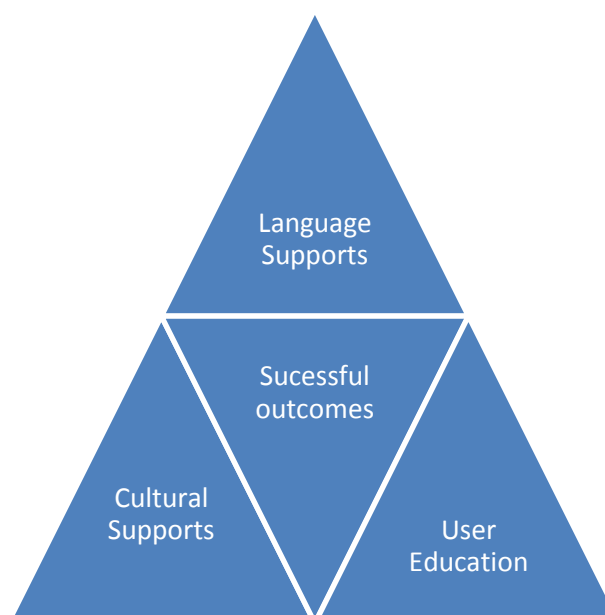 Language
Supports
Sucessful
outcomes
Cultural
Supports
User
Education